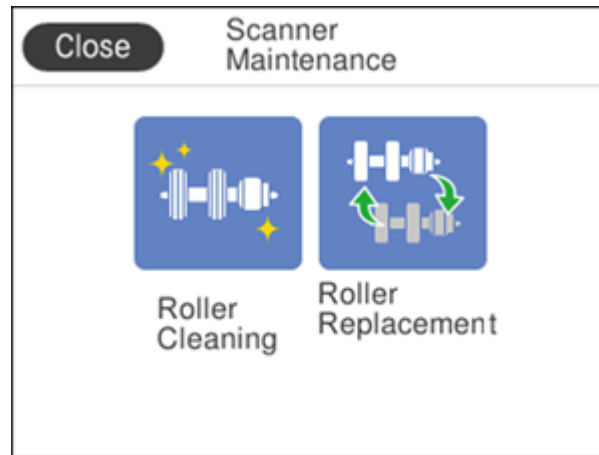 Close
Scanner
Maintenance
Roller
Cleaning
Roller
Replacement